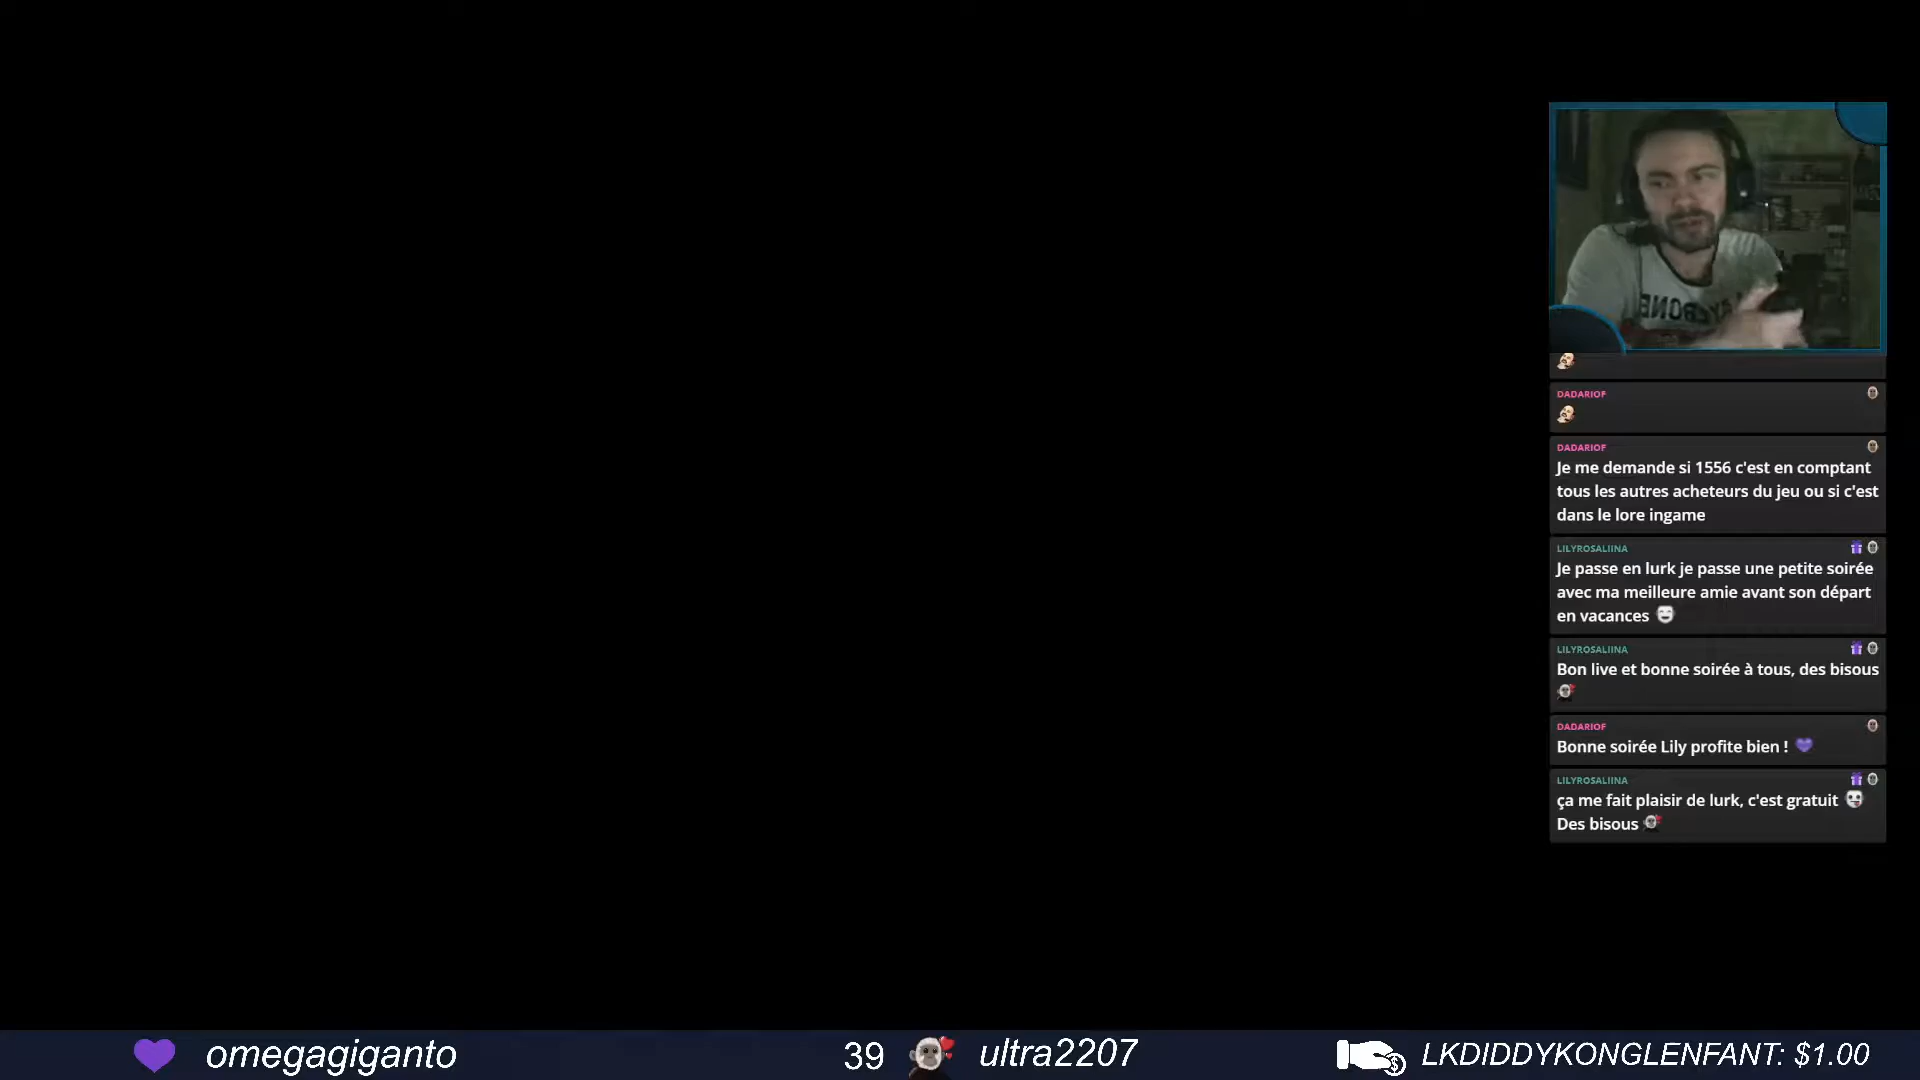 DADARIOF
DADARIOF
Je me demande si 1556 c'est en comptant
tous les autres acheteurs du jeu ou si c'est
dans le lore ingame
LILYROSALIINA
Je passe en lurk je passe une petite soirée
avec ma meilleure amie avant son départ
en vacances
LILYROSALIINA
Bon live et bonne soirée à tous, des bisous
DADARIOF
Bonne soirée Lily profite bien !
LILYROSALIINA
ça me fait plaisir de lurk, c'est gratuit
Des bisous
omegagiganto
39 ultra2207
LKDIDDYKONGLENFANT: $1.00